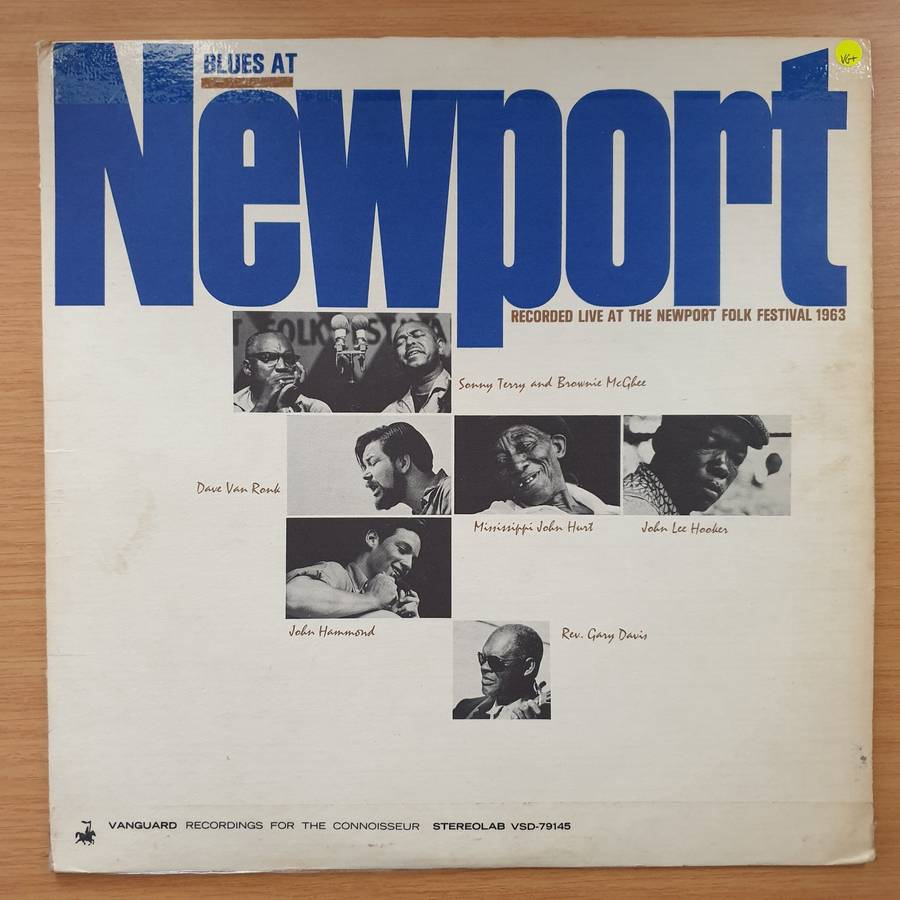 BLUES AT
Newport
VG+
RECORDED LIVE AT THE NEWPORT FOLK FESTIVAL 1963
T FOLK FESTIVA
Sonny Terry and Brownie McGhee
Dave Van Ronk
Mississippi John Hurt
John Lee Hooker
John Hammond
Rev. Gary Davis
VANGUARD RECORDINGS FOR THE CONNOISSEUR STEREOLAB VSD-79145